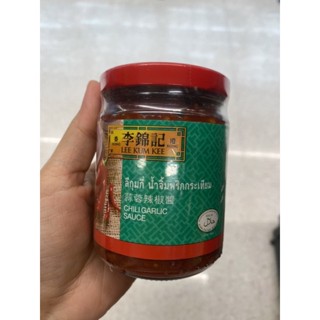 李錦記
LEE KUM KEE
ลีกุมกี่ น้ำจิ้มพริกกระเทียม
蒜蓉辣椒醬
CHILI GARLIC
SAUCE